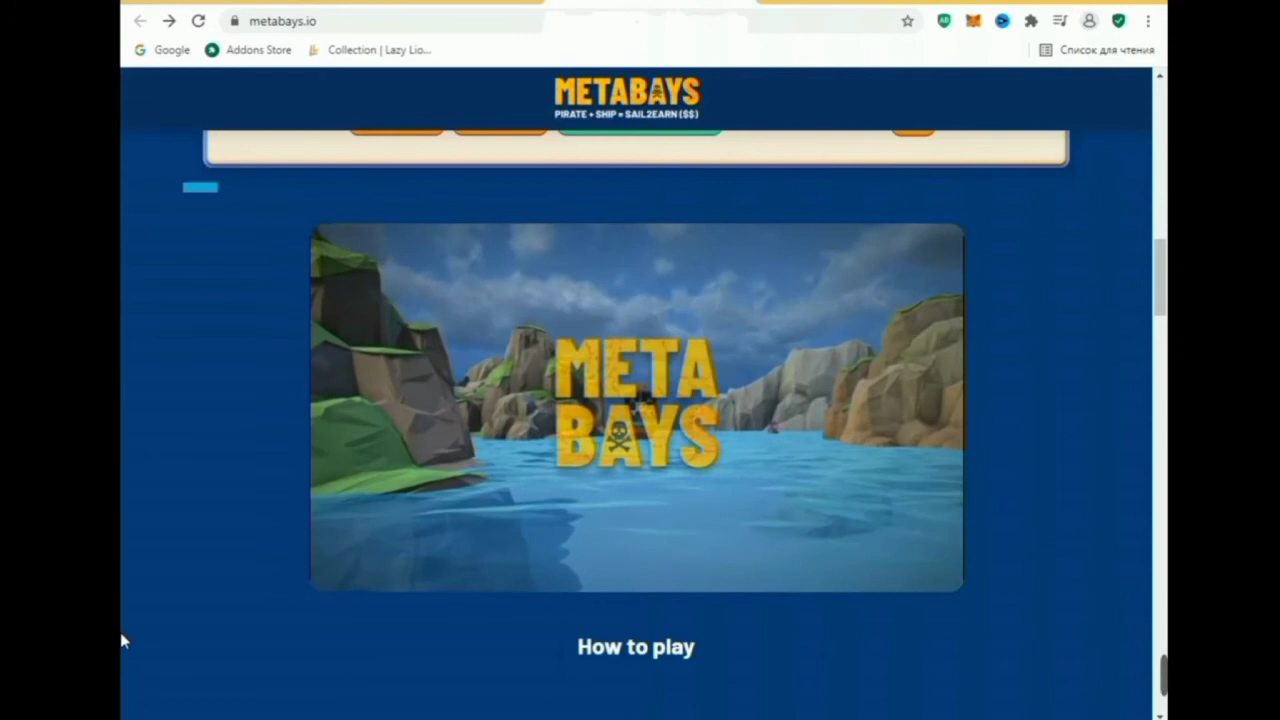 metabays.io
Google
Addons Store
Collection | Lazy Lio...
Список для чтения
METABAYS
PIRATE + SHIP = SAIL2EARN ($$)
META
BAYS
How to play